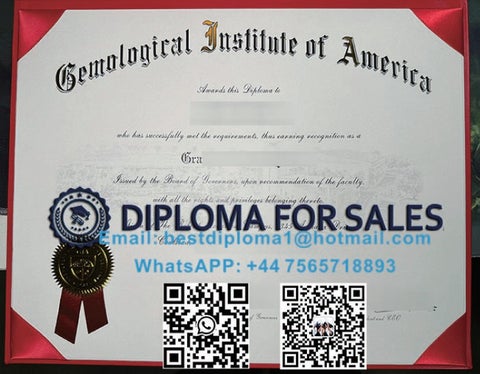 Gemological Institute of America
Awards this Diploma to
who has successfully met the requirements, thus earning recognition as a
Gra
Issued by the Board of Governors, upon recommendation of the faculty,
with all the rights and privileges belonging thereto.
DIPLOMA FOR SALES
Email: bestdiploma1@hotmail.com
WhatsAPP: +44 7565718893